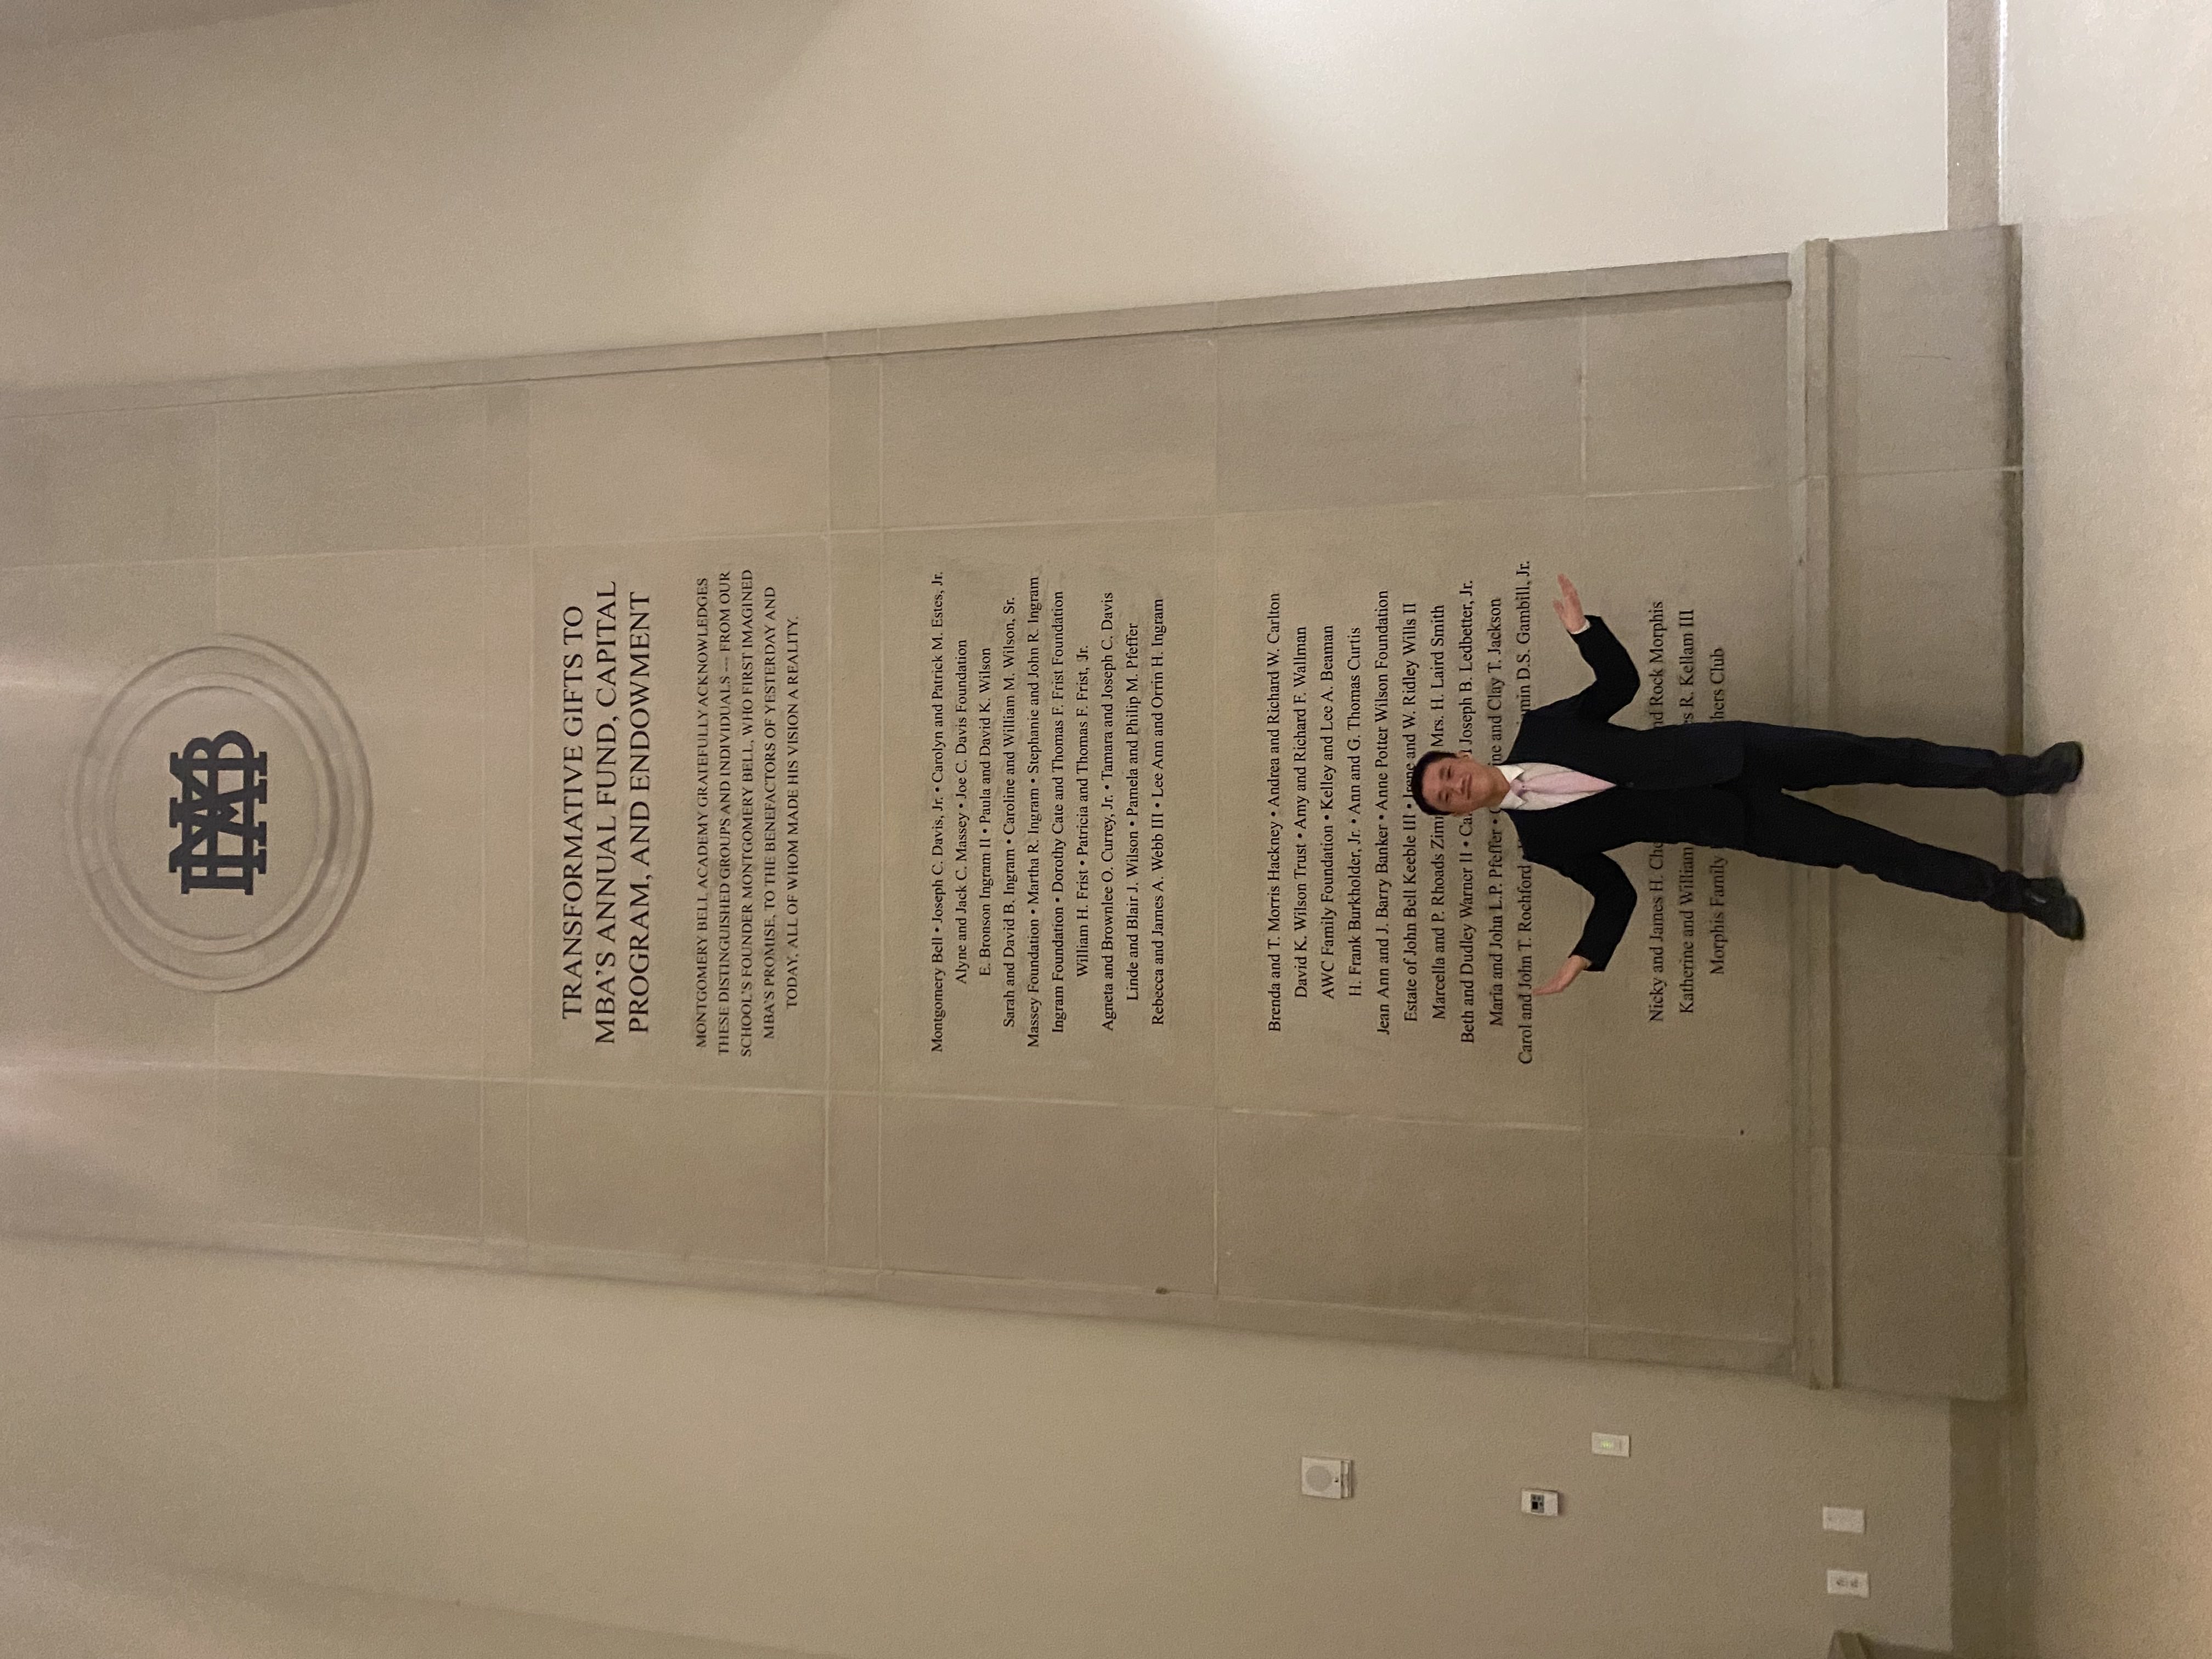 MBA
TRANSFORMATIVE GIFTS TO
MBA'S ANNUAL FUND, CAPITAL
PROGRAM, AND ENDOWMENT
MONTGOMERY BELL ACADEMY GRATEFULLY ACKNOWLEDGES
THESE DISTINGUISHED GROUPS AND INDIVIDUALS --- FROM OUR
SCHOOL'S FOUNDER MONTGOMERY BELL, WHO FIRST IMAGINED
MBA'S PROMISE, TO THE BENEFACTORS OF YESTERDAY AND
TODAY, ALL OF WHOM MADE HIS VISION A REALITY.
Montgomery Bell • Joseph C. Davis, Jr. • Carolyn and Patrick M. Estes, Jr.
Alyne and Jack C. Massey • Joe C. Davis Foundation
E. Bronson Ingram II • Paula and David K. Wilson
Sarah and David B. Ingram • Caroline and William M. Wilson, Sr.
Massey Foundation • Martha R. Ingram • Stephanie and John R. Ingram
Ingram Foundation • Dorothy Cate and Thomas F. Frist Foundation
William H. Frist • Patricia and Thomas F. Frist, Jr.
Agneta and Brownlee O. Currey, Jr. • Tamara and Joseph C. Davis
Linde and Blair J. Wilson • Pamela and Philip M. Pfeffer
Rebecca and James A. Webb III • Lee Ann and Orrin H. Ingram
Brenda and T. Morris Hackney • Andrea and Richard W. Carlton
David K. Wilson Trust • Amy and Richard F. Wallman
AWC Family Foundation • Kelley and Lee A. Beaman
H. Frank Burkholder, Jr. • Ann and G. Thomas Curtis
Jean Ann and J. Barry Banker • Anne Potter Wilson Foundation
Estate of John Bell Keeble III • Irene and W. Ridley Wills II
Marcella and P. Rhoads Mrs. H. Laird Smith
Beth and Dudley Warner II • Joseph B. Ledbetter, Jr.
Maria and John L.P. Pfeffer • and Clay T. Jackson
Carol and John T. Rochford • D.S. Gambill, Jr.
Nicky and James H. Rock Morphis
Katherine and William R. Kellam III
Morphis Family Club